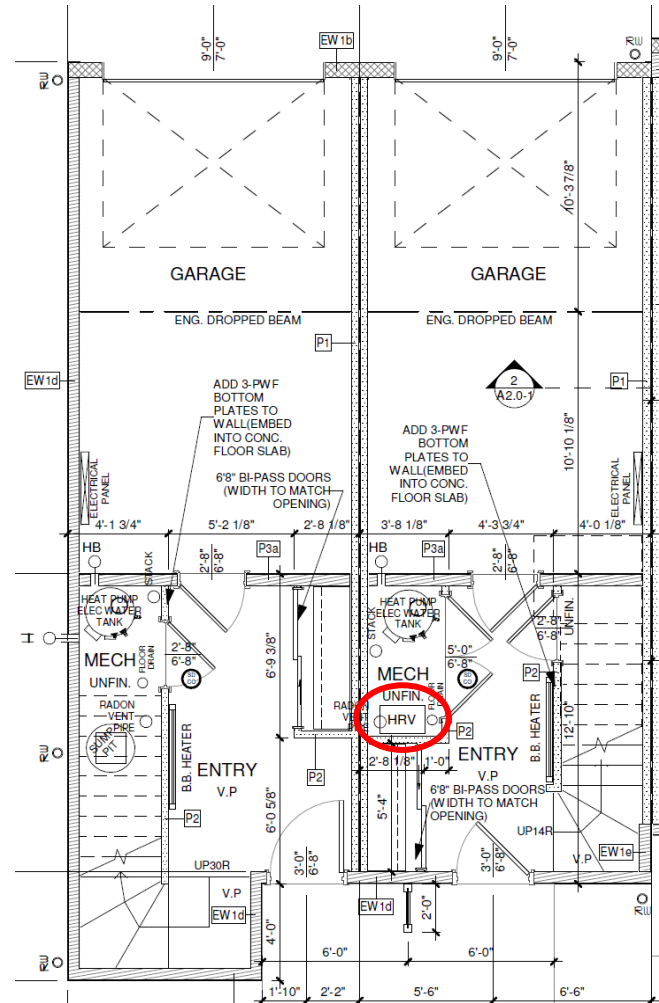 9'-0"
7'-0"
EW1b
9'-0"
7'-0"
RW
RW
10'-3 7/8"
GARAGE
GARAGE
ENG. DROPPED BEAM
ENG. DROPPED BEAM
P1
2
A2.0-1
P1
EW1d
ADD 3-PWF
BOTTOM
PLATES TO
WALL(EMBED
INTO CONC.
FLOOR SLAB)
ADD 3-PWF
BOTTOM
PLATES TO
WALL(EMBED
INTO CONC.
FLOOR SLAB)
10'-10 1/8"
6'8" BI-PASS DOORS
(WIDTH TO MATCH
OPENING)
ELECTRICAL
PANEL
ELECTRICAL
PANEL
4'-1 3/4"
5'-2 1/8"
2'-8 1/8"
3'-8 1/8"
4'-3 3/4"
4'-0 1/8"
HB
2'-8"
6'-8"
P3a
HB
P3a
2'-8"
6'-8"
STACK
HEAT PUMP
ELEC WATER
TANK
HEAT PUMP
ELEC WATER
TANK
STACK
2'-8"
6'-8"
UNFIN.
H
MECH
UNFIN.
FLOOR
DRAIN
2'-8"
6'-8"
SD
CO
6'-9 3/8"
MECH
UNFIN.
FLOOR
DRAIN
5'-0"
6'-8"
SD
CO
P2
RADON
VENT
PIPE
SUMP
PIT
RADON
VENT
PIPE
HRV
P2
12'-10"
RW
B.B. HEATER
ENTRY
V.P
P2
2'-8 1/8"
1'-0"
ENTRY
V.P
B.B. HEATER
RW
6'8" BI-PASS DOORS
(WIDTH TO MATCH
OPENING)
P2
6'-0 5/8"
5'-4"
UP14R
UP30R
3'-0"
6'-8"
3'-0"
6'-8"
V.P
EW1e
V.P
EW1d
EW1d
2'-0"
RW
4'-0"
6'-0"
6'-0"
RW
1'-10"
2'-2"
5'-6"
6'-6"